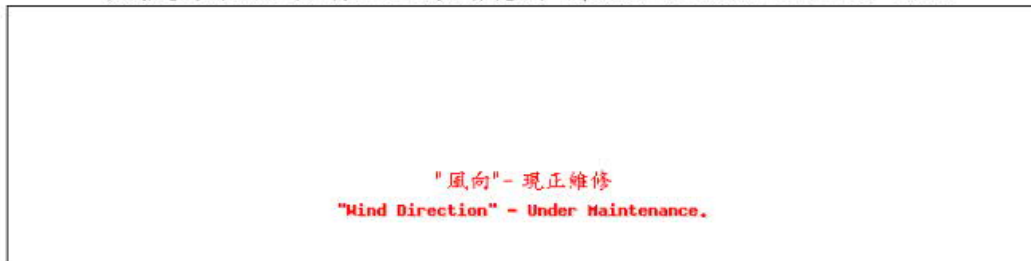 "風向"- 現正維修
"Wind Direction" - Under Maintenance.